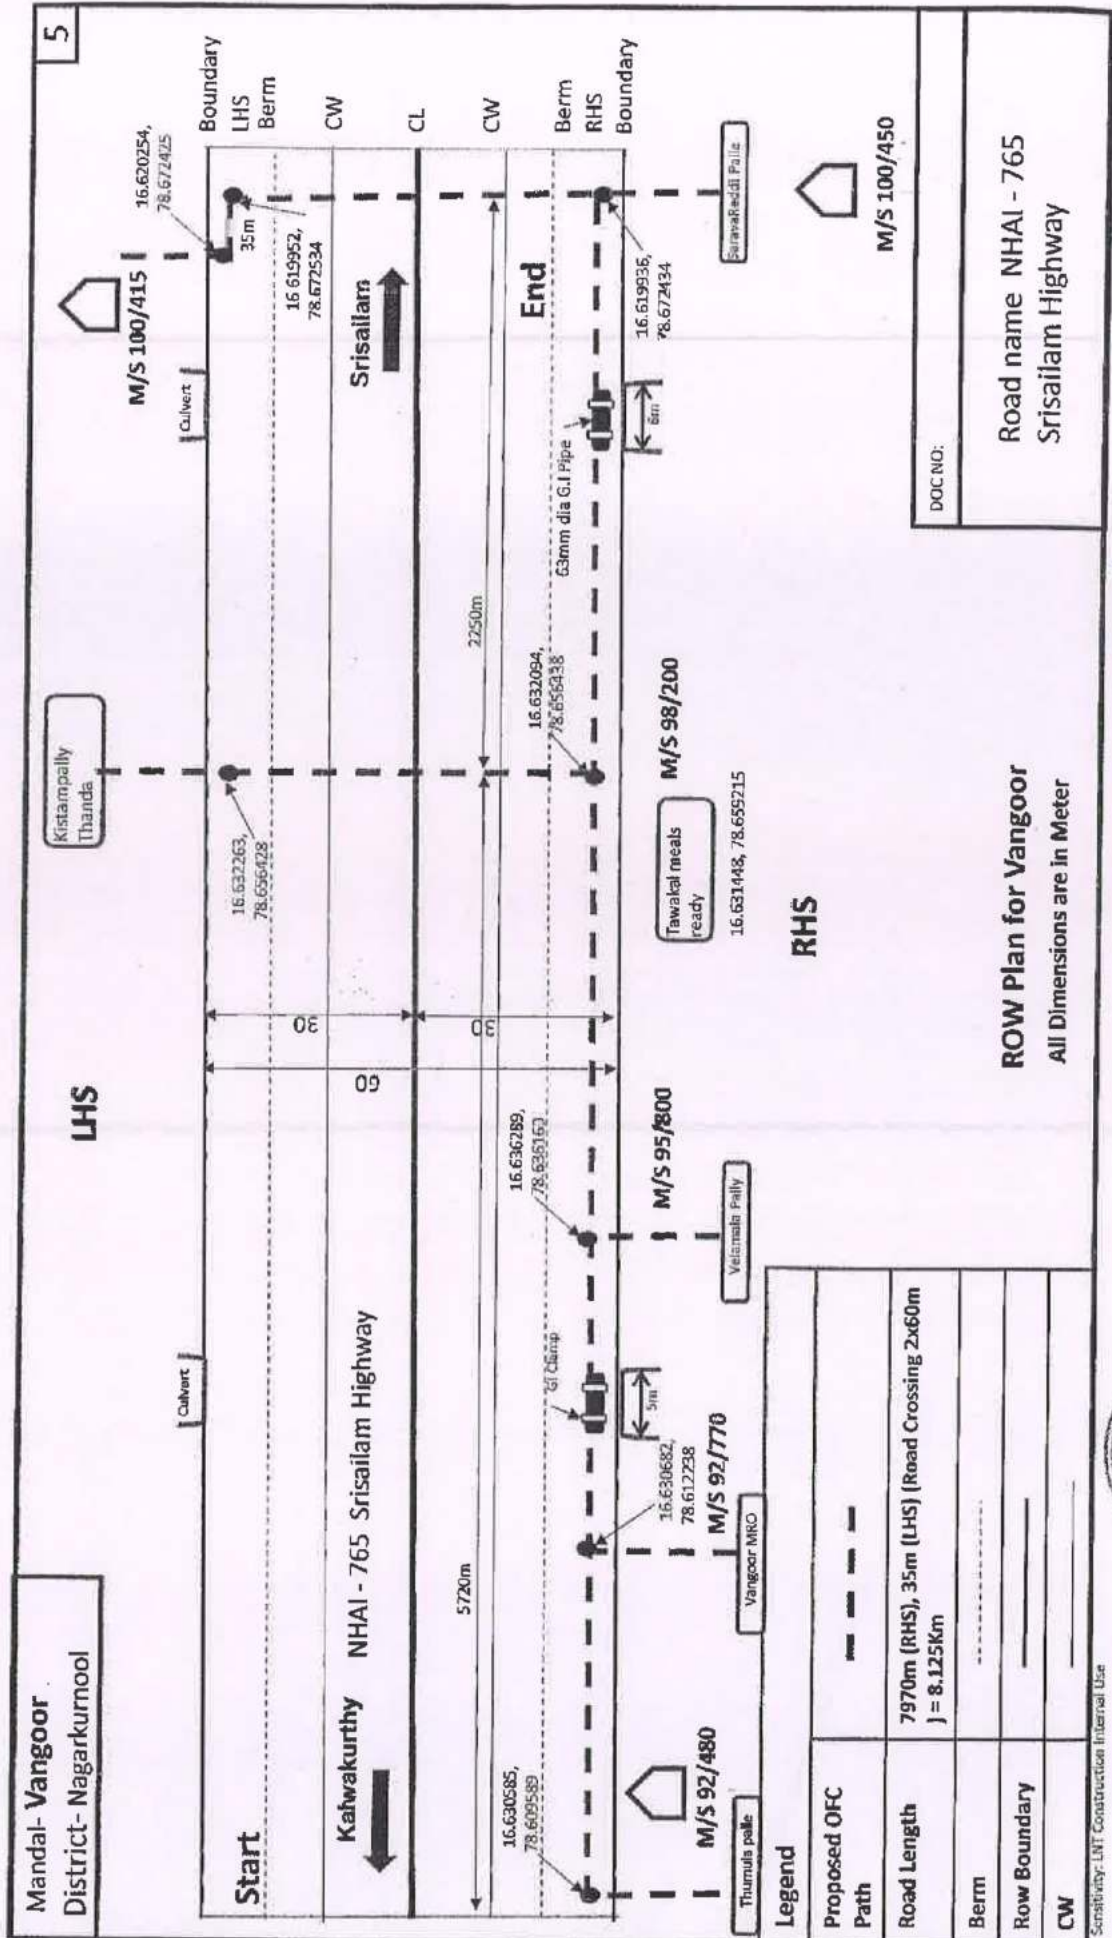 Mandal- Vangoor
District- Nagarkurnool
5
LHS
Kistampally
Thanda
M/S 100/415
16.620254,
78.672425
Culvert
Culvert
Boundary
LHS
Berm
CW
CL
CW
Berm
RHS
Boundary
35m
16 619952,
78.672534
16.632263,
78.656428
Start
Kalwakurthy
NHAI - 765 Srisailam Highway
30
60
30
Srisailam
End
5720m
2250m
16.630585,
78.609589
GI Clamp
16.636289,
78.636162
16.632094,
78.656438
63mm dia G.I Pipe
16.619936,
78.672434
5m
6m
16.630682,
78.612238
M/S 92/480
M/S 92/770
M/S 95/800
M/S 98/200
Thumula palle
Vangoor MRO
Velamala Pally
Tawakal meals
ready
16.631448, 78.659215
SaravaReddi Palle
M/S 100/450
RHS
Legend
Proposed OFC
Path
Road Length
7970m (RHS), 35m (LHS) (Road Crossing 2x60m
) = 8.125Km
Berm
Row Boundary
CW
ROW Plan for Vangoor
All Dimensions are in Meter
DOC NO:
Road name NHAI - 765
Srisailam Highway
Sensitivity: LNT Construction Internal Use